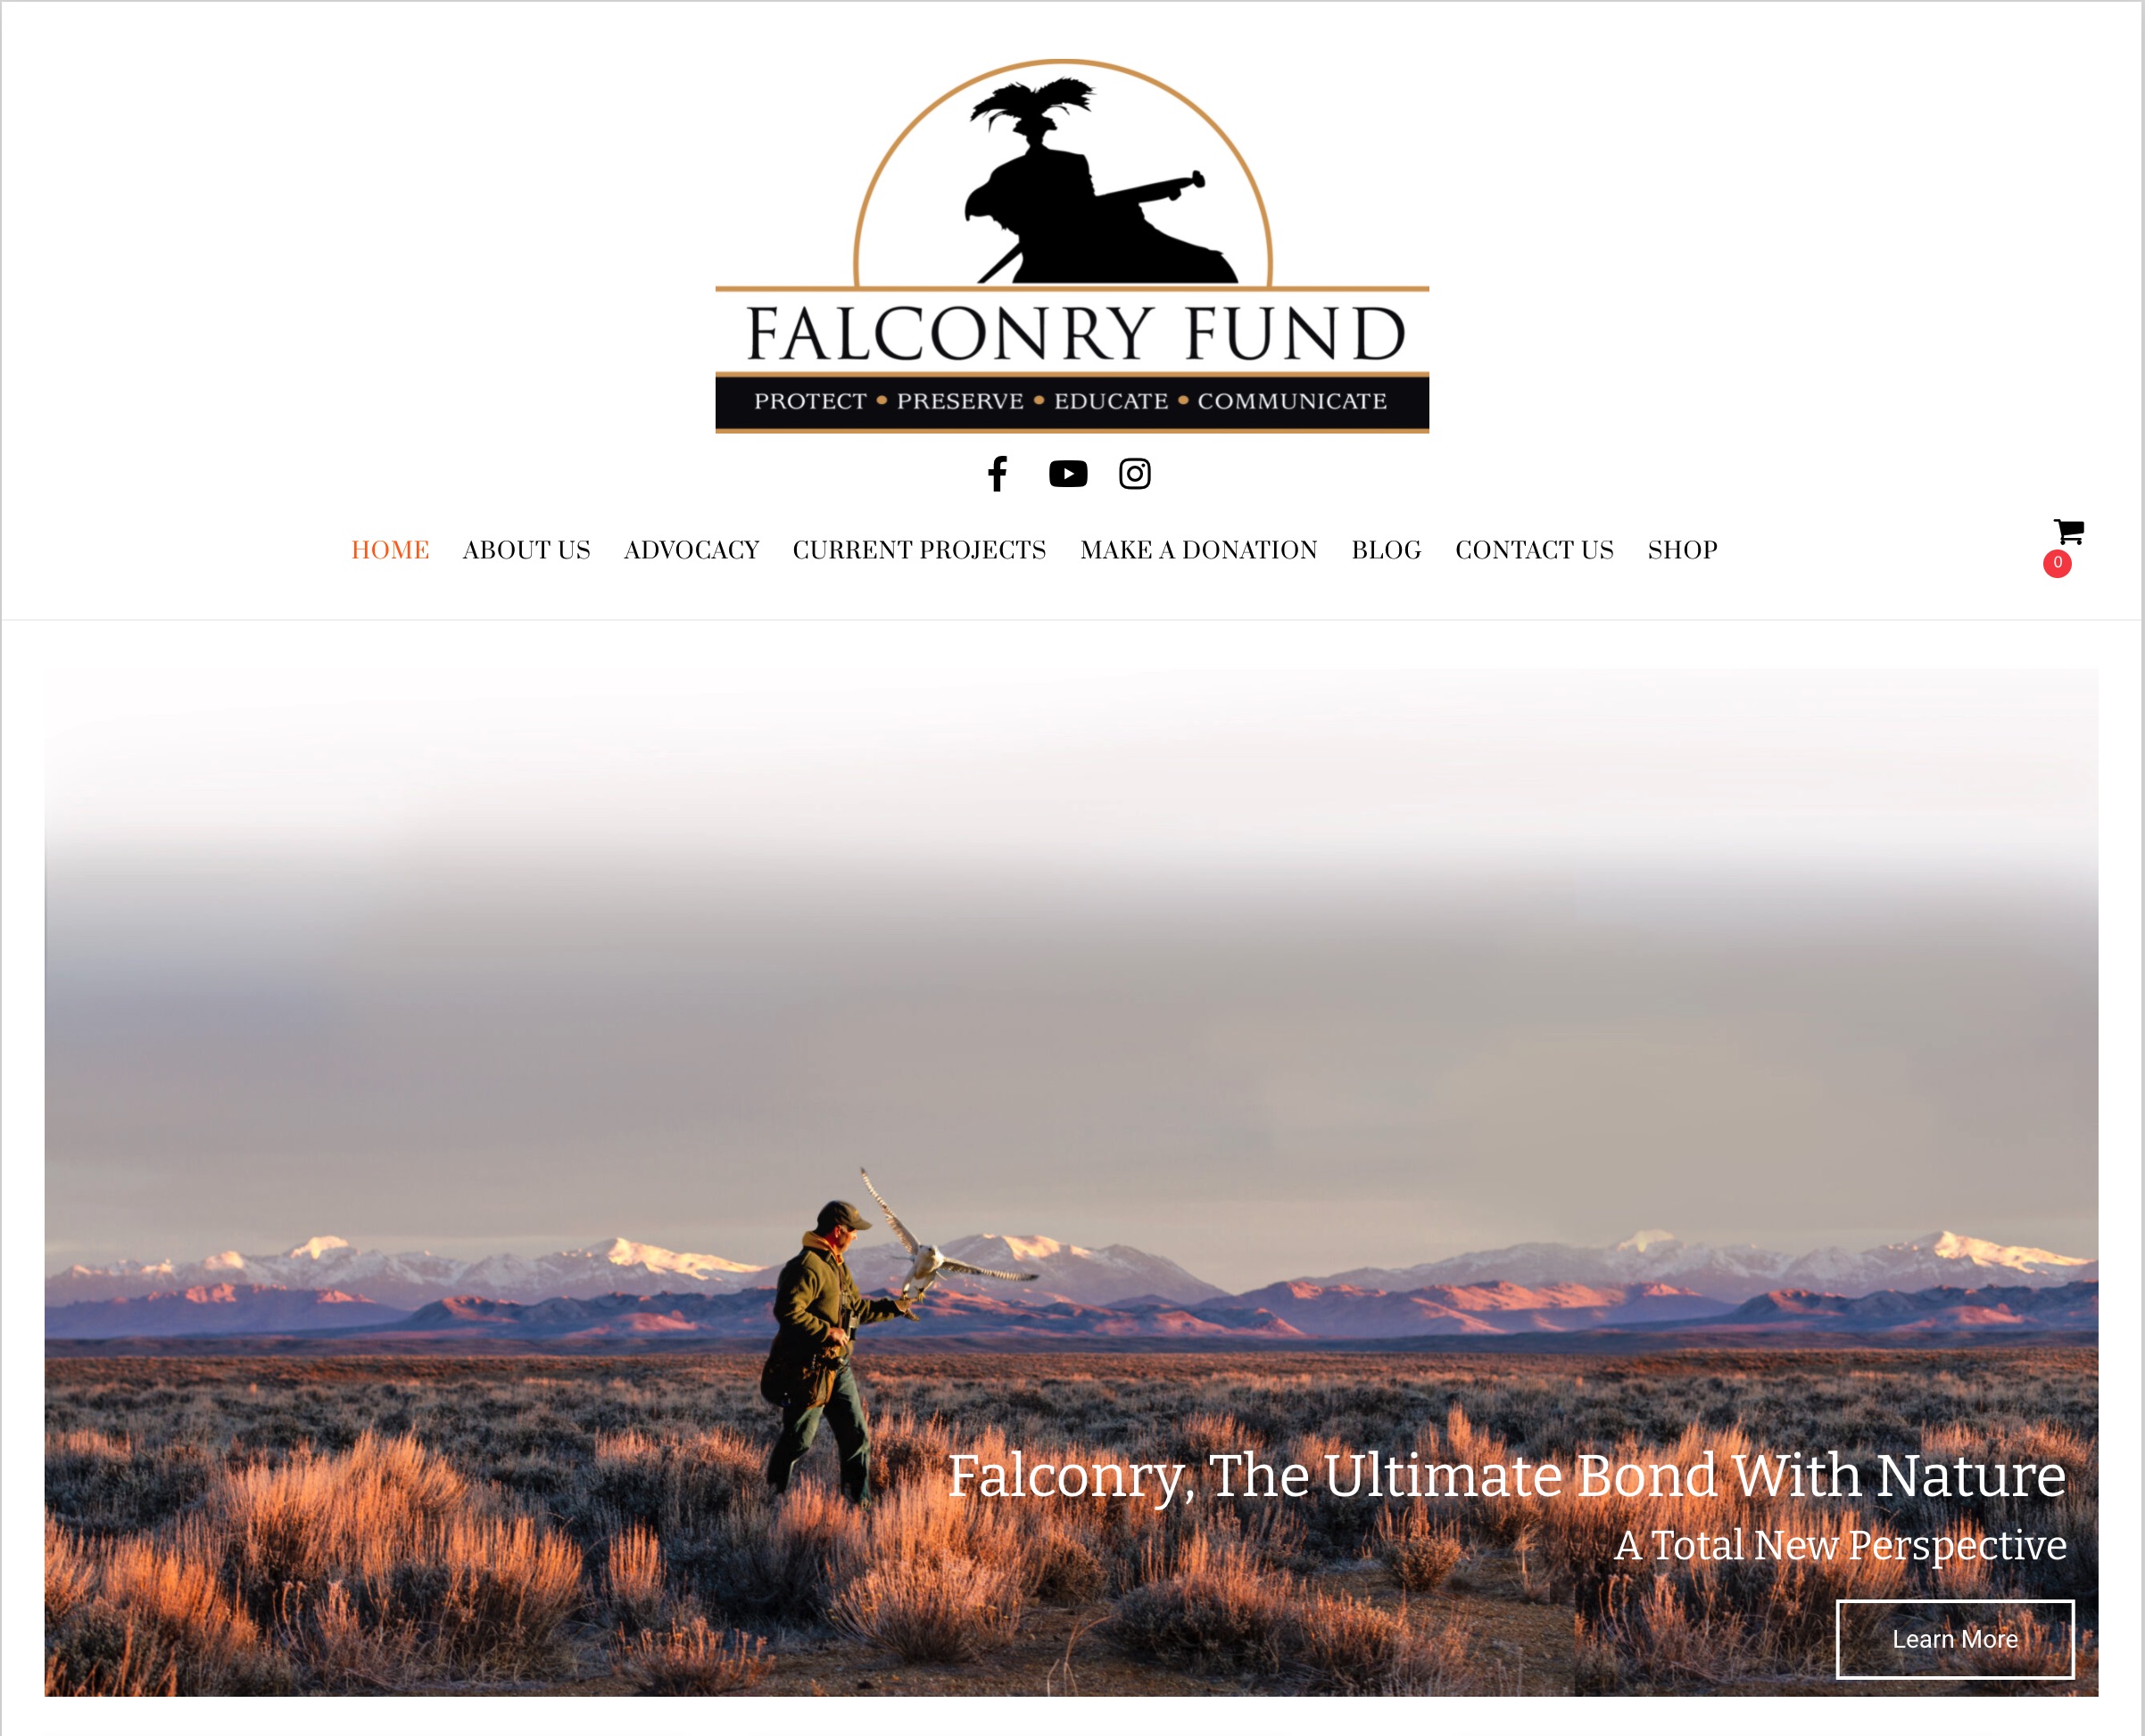 FALCONRY FUND
PROTECT • PRESERVE • EDUCATE • COMMUNICATE
HOME ABOUT US ADVOCACY CURRENT PROJECTS MAKE A DONATION BLOG CONTACT US SHOP
0
Falconry, The Ultimate Bond With Nature
A Total New Perspective
Learn More